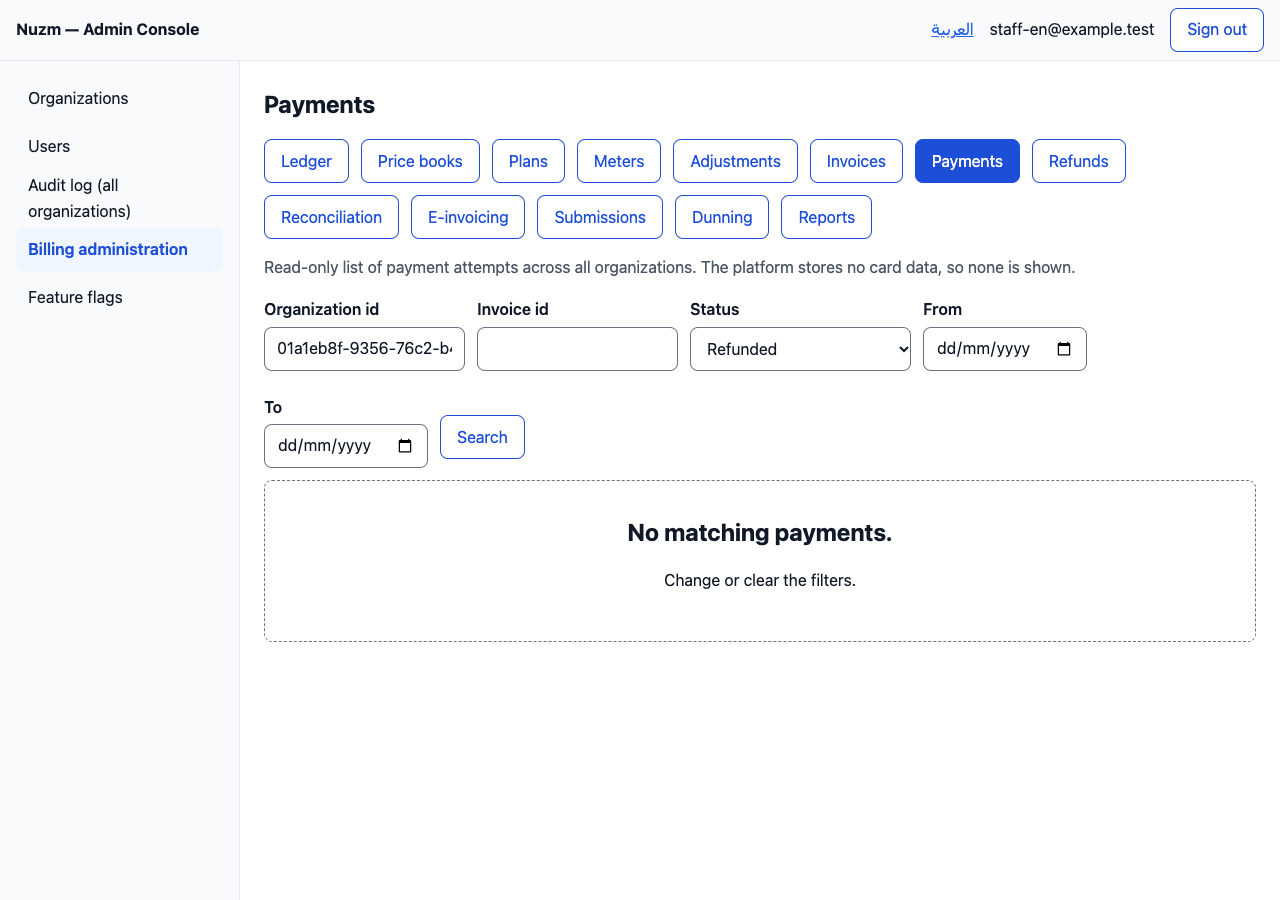 Nuzm — Admin Console
العربية
staff-en@example.test
Sign out
Organizations
Users
Audit log (all
organizations)
Billing administration
Feature flags
Payments
Ledger
Price books
Plans
Meters
Adjustments
Invoices
Payments
Refunds
Reconciliation
E-invoicing
Submissions
Dunning
Reports
Read-only list of payment attempts across all organizations. The platform stores no card data, so none is shown.
Organization id
Invoice id
Status
From
01a1eb8f-9356-76c2-b
Refunded
dd/mm/yyyy
To
dd/mm/yyyy
Search
No matching payments.
Change or clear the filters.